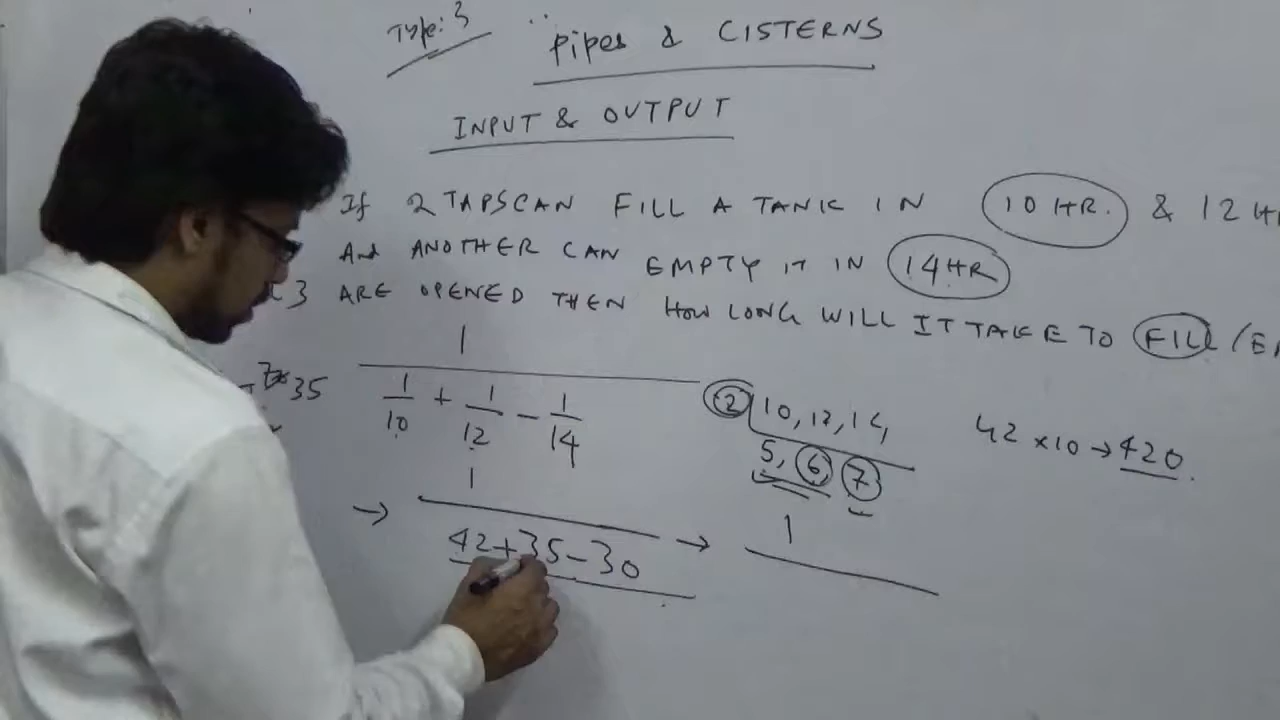 Type: 3
Pipes & CISTERNS
INPUT & OUTPUT
If 2 TAPS CAN FILL A TANK IN 10 HR. & 12 H
And ANOTHER CAN EMPTY IT IN 14 HR
3 ARE OPENED THEN HOW LONG WILL IT TAKE TO FILL (E
1
1/10 + 1/12 - 1/14
35
2 10, 12, 14,
5, 6, 7
42 × 10 → 420.
→ 1
42+35-30
→ 1